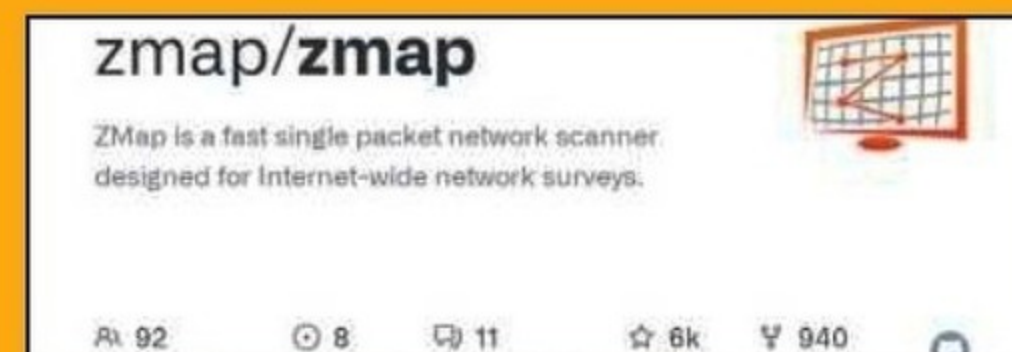 zmap/zmap
ZMap is a fast single packet network scanner
designed for Internet-wide network surveys.
92 8 11 6k 940